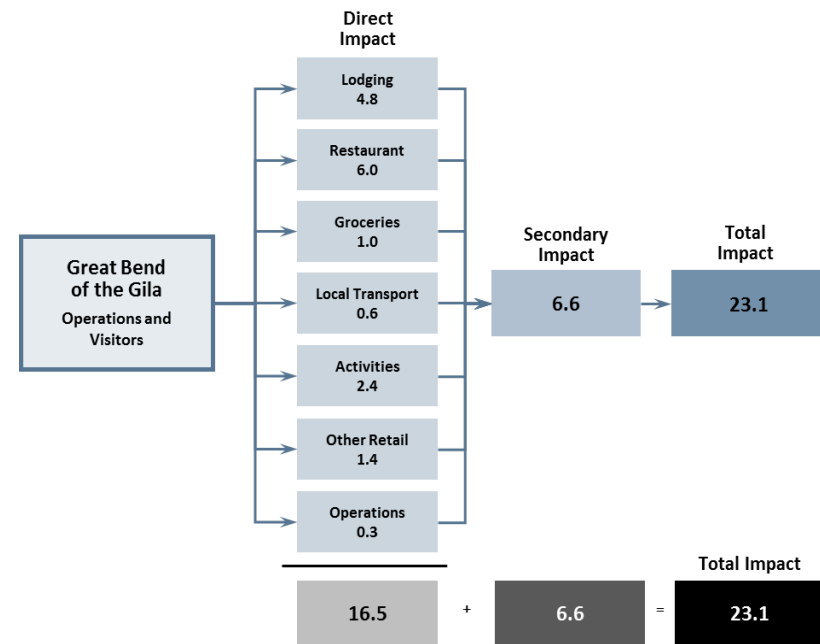 Direct
Impact
Lodging
4.8
Restaurant
6.0
Groceries
1.0
Local Transport
0.6
Activities
2.4
Other Retail
1.4
Operations
0.3
Great Bend
of the Gila
Operations and
Visitors
Secondary
Impact
6.6
Total
Impact
23.1
Total Impact
16.5 + 6.6 = 23.1